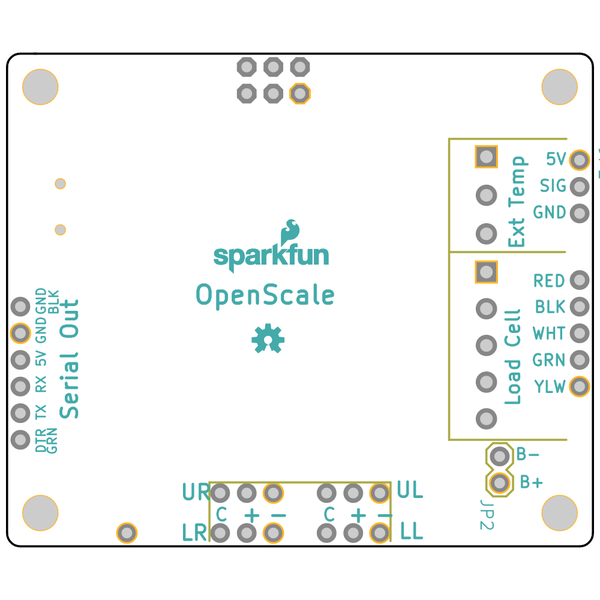 5V
SIG
GND
Ext Temp
sparkfun
OpenScale
RED
BLK
WHT
GRN
YLW
Load Cell
GND
BLK
GND
5V
RX
TX
DTR
GRN
Serial Out
B-
B+
JP2
UR
UL
C + -
C + -
LR
LL